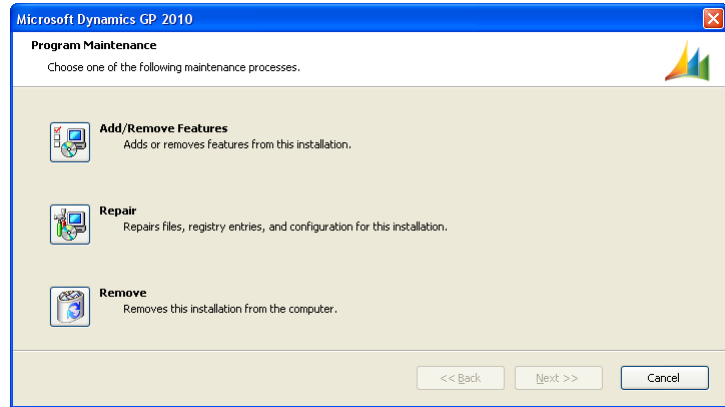 Microsoft Dynamics GP 2010
Program Maintenance
Choose one of the following maintenance processes.
Add/Remove Features
Adds or removes features from this installation.
Repair
Repairs files, registry entries, and configuration for this installation.
Remove
Removes this installation from the computer.
<< Back
Next >>
Cancel